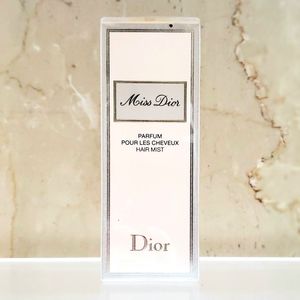 Miss Dior
PARFUM
POUR LES CHEVEUX
HAIR MIST
Dior